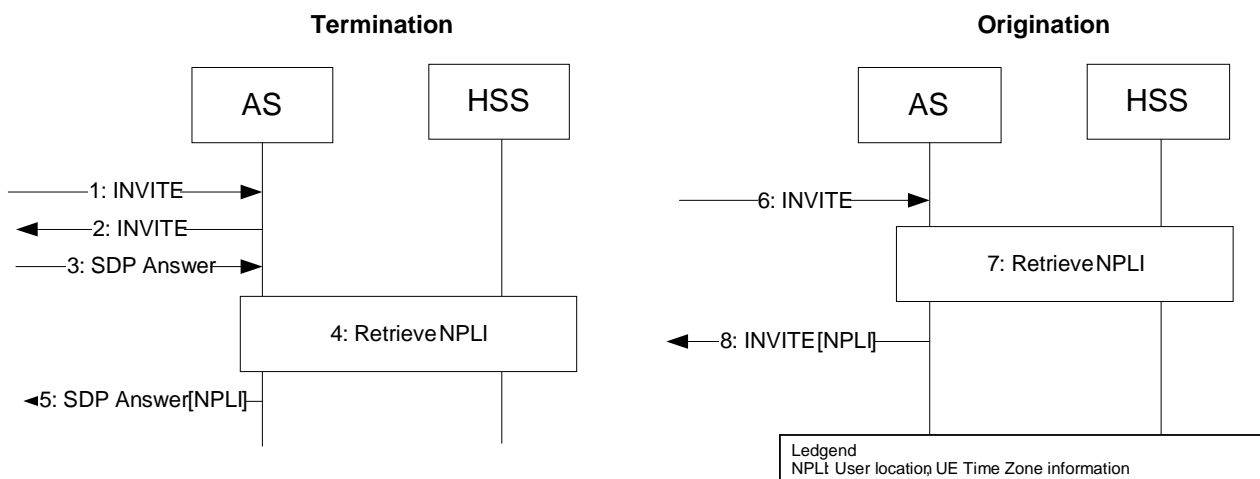 Termination
AS
HSS
1: INVITE
2: INVITE
3: SDP Answer
4: Retrieve NPLI
5: SDP Answer[NPLI]
Origination
AS
HSS
6: INVITE
7: Retrieve NPLI
8: INVITE [NPLI]
Ledgend
NPLI: User location, UE Time Zone information